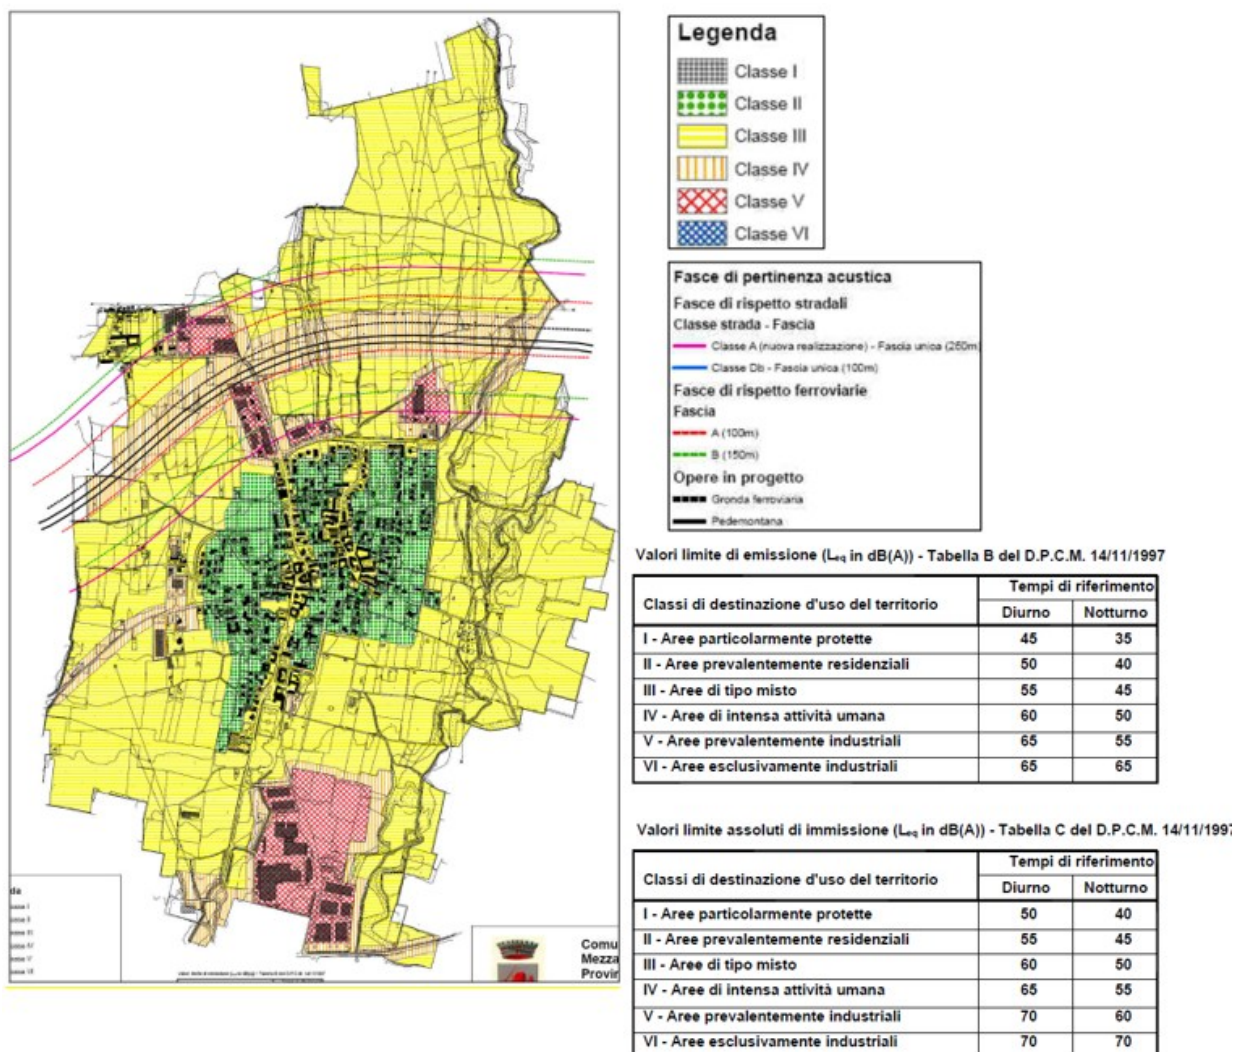 Legenda
Classe I
Classe II
Classe III
Classe IV
Classe V
Classe VI
Fasce di pertinenza acustica
Fasce di rispetto stradali
Classe strada - Fascia
Classe A (nuova realizzazione) - Fascia unica (250m)
Classe Db - Fascia unica (100m)
Fasce di rispetto ferroviarie
Fascia
A (100m)
B (150m)
Opere in progetto
Gronda ferroviaria
Pedemontana
Valori limite di emissione (Leq in dB(A)) - Tabella B del D.P.C.M. 14/11/1997
Classi di destinazione d'uso del territorio Tempi di riferimento
Diurno Notturno
I - Aree particolarmente protette 45 35
II - Aree prevalentemente residenziali 50 40
III - Aree di tipo misto 55 45
IV - Aree di intensa attività umana 60 50
V - Aree prevalentemente industriali 65 55
VI - Aree esclusivamente industriali 65 65
Valori limite assoluti di immissione (Leq in dB(A)) - Tabella C del D.P.C.M. 14/11/1997
Classi di destinazione d'uso del territorio Tempi di riferimento
Diurno Notturno
I - Aree particolarmente protette 50 40
II - Aree prevalentemente residenziali 55 45
III - Aree di tipo misto 60 50
IV - Aree di intensa attività umana 65 55
V - Aree prevalentemente industriali 70 60
VI - Aree esclusivamente industriali 70 70
Comu
Mezza
Provin